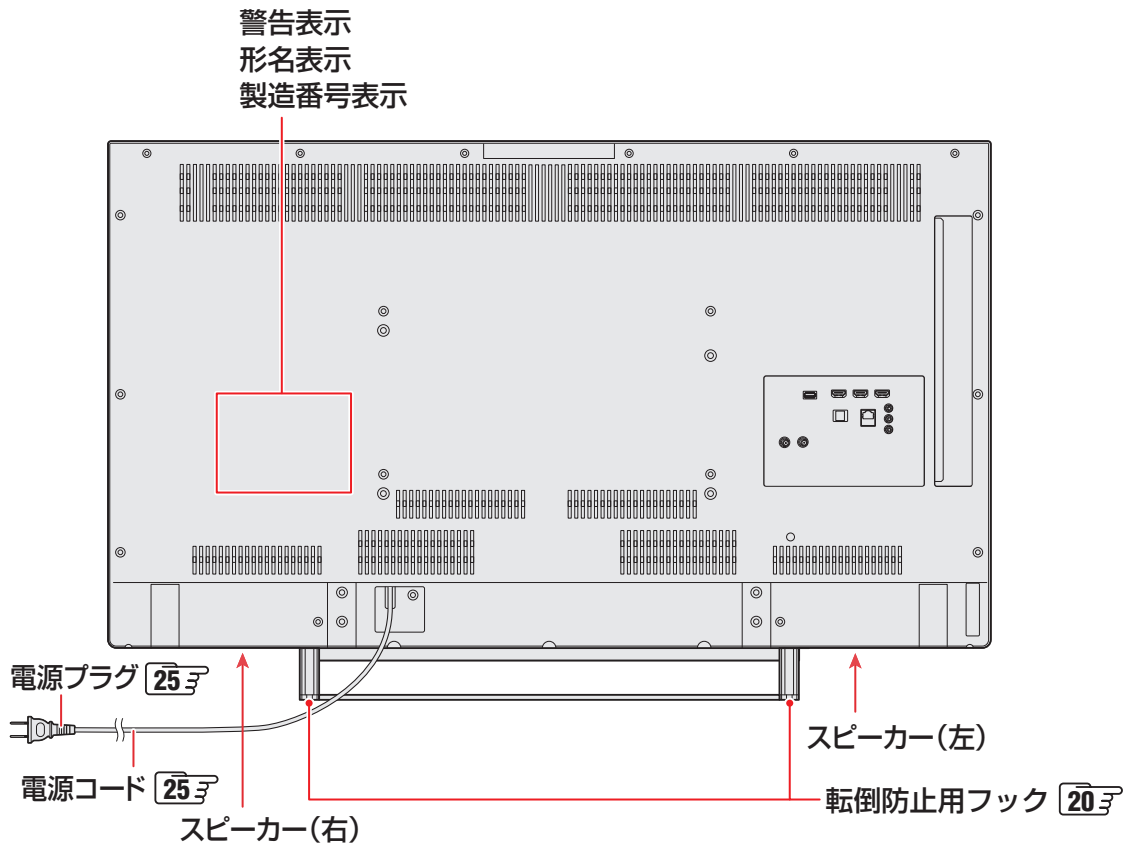 警告表示
形名表示
製造番号表示
電源プラグ 25
電源コード 25
スピーカー(右)
スピーカー(左)
転倒防止用フック 20